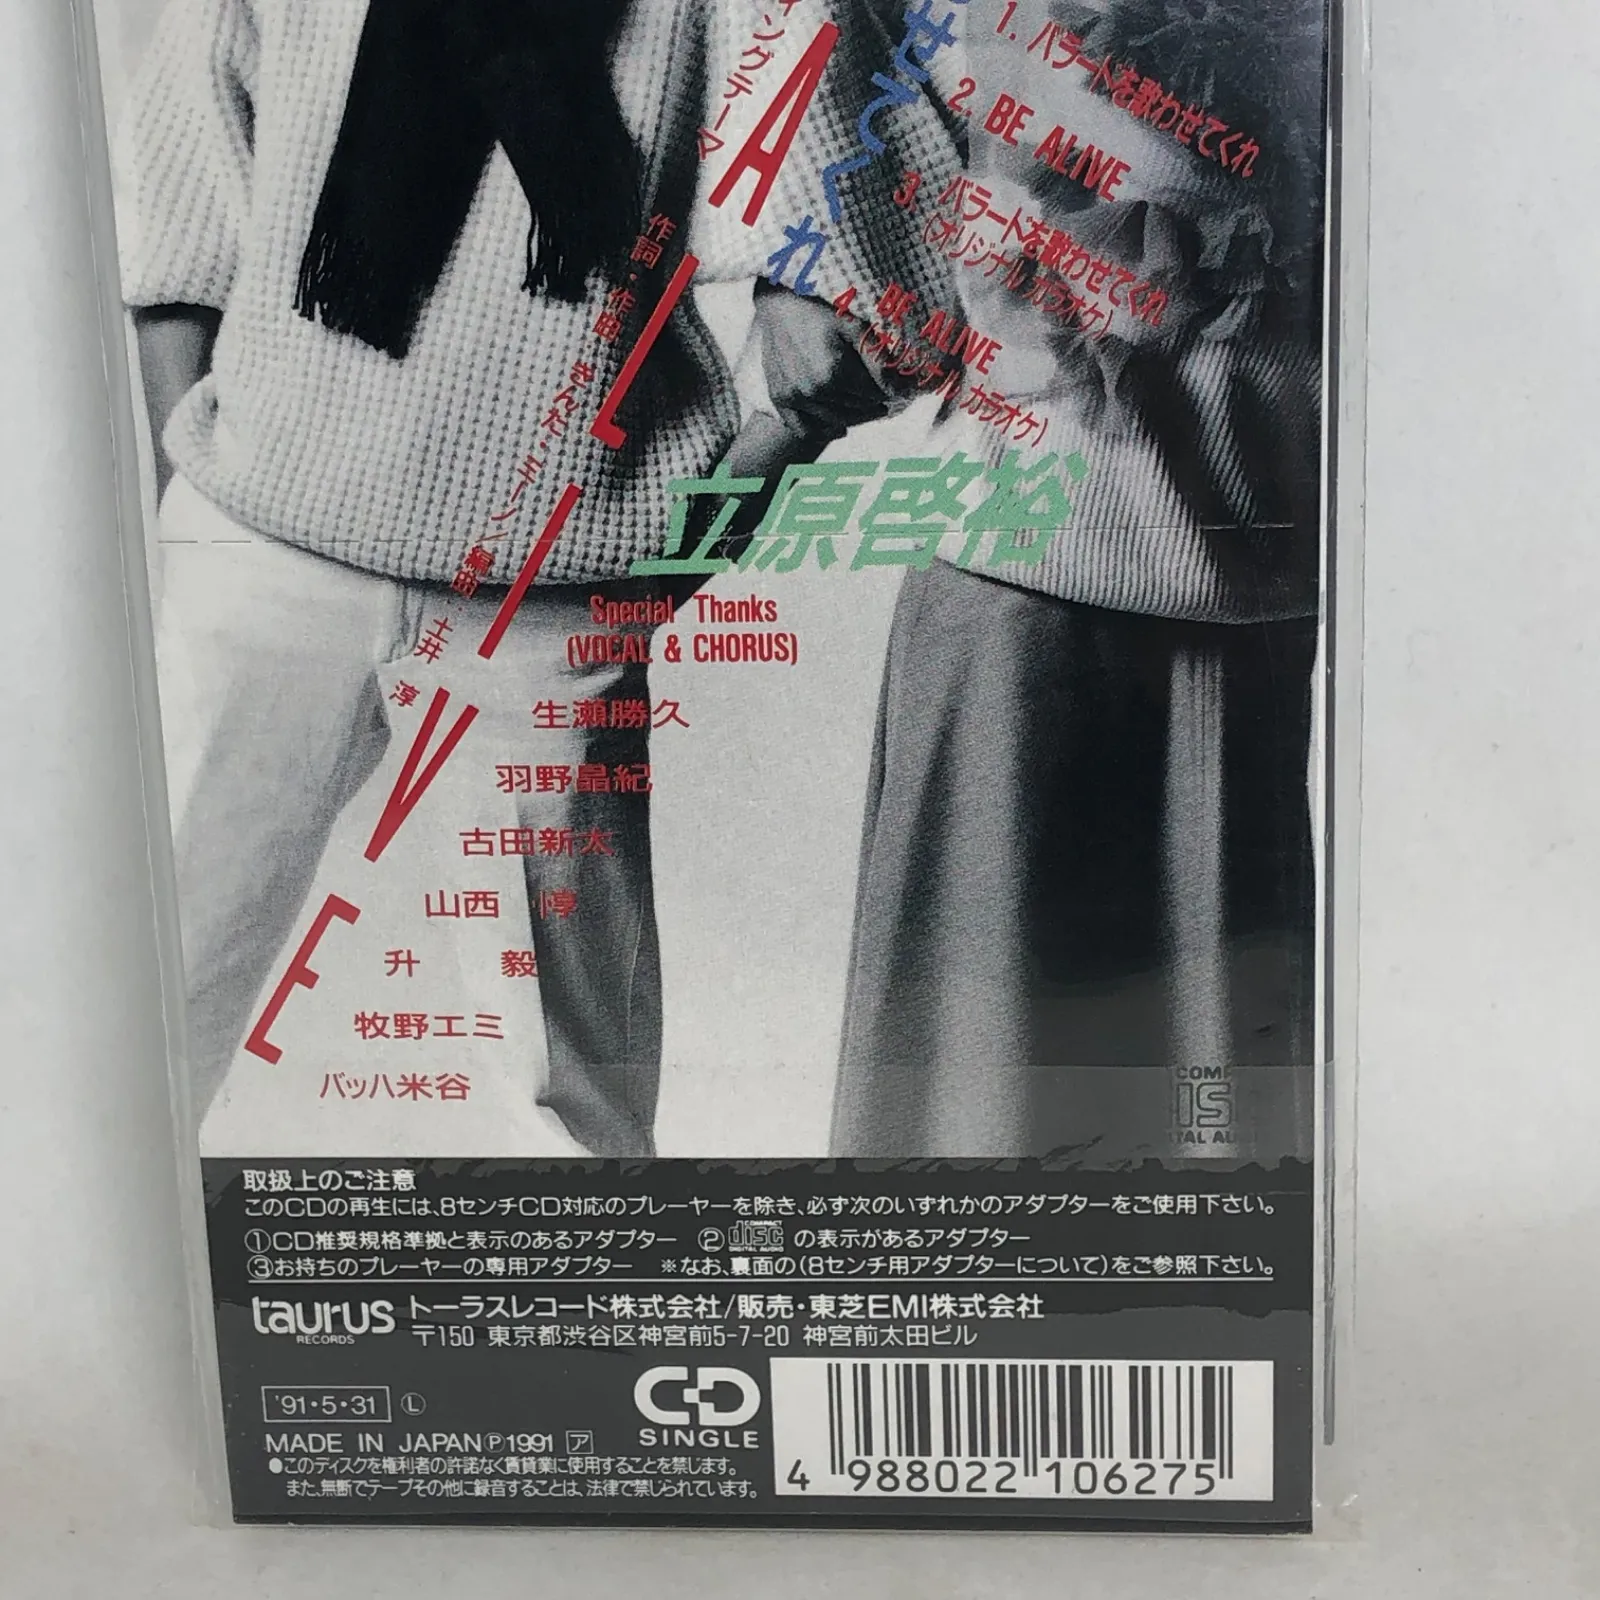 1. バラードを歌わせてくれ
2. BE ALIVE
3. バラードを歌わせてくれ
(オリジナル カラオケ)
4. BE ALIVE
(オリジナル カラオケ)
ィングテーマ
せてくれ
ALIVE
作詞・作曲 きんた・ミーノ/編曲・土井 淳
立原啓裕
Special Thanks
(VOCAL & CHORUS)
生瀬勝久
羽野晶紀
古田新太
山西 惇
升 毅
牧野エミ
バッハ米谷
取扱上のご注意
このCDの再生には、8センチCD対応のプレーヤーを除き、必ず次のいずれかのアダプターをご使用下さい。
①CD推奨規格準拠と表示のあるアダプター ②COMPACT disc DIGITAL AUDIO の表示があるアダプター
③お持ちのプレーヤーの専用アダプター ※なお、裏面の(8センチ用アダプターについて)をご参照下さい。
taurus RECORDS トーラスレコード株式会社/販売・東芝EMI株式会社
〒150 東京都渋谷区神宮前5-7-20 神宮前太田ビル
'91・5・31 Ⓛ
CD SINGLE
MADE IN JAPAN Ⓟ1991 ア
●このディスクを権利者の許諾なく賃貸業に使用することを禁じます。
また、無断でテープその他に録音することは、法律で禁じられています。
4 988022 106275